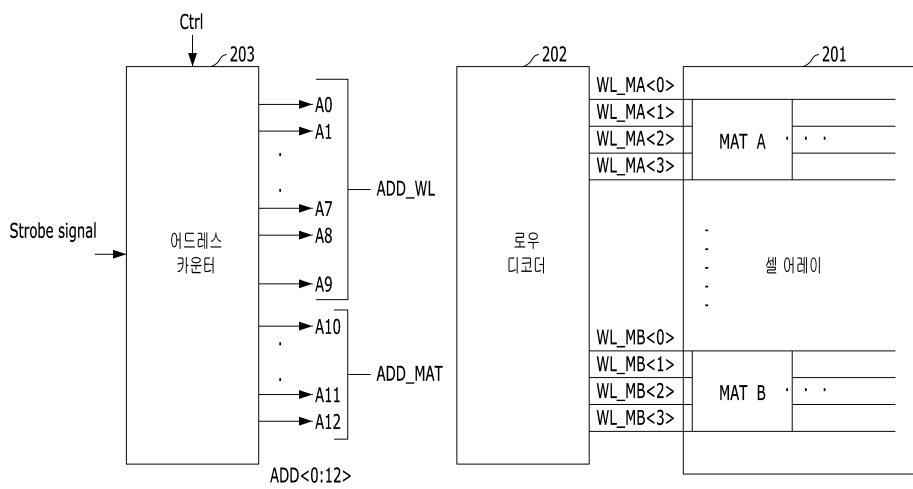 Ctrl
203
202
201
A0
A1
A7
A8
A9
A10
A11
A12
ADD_WL
ADD_MAT
Strobe signal
어드레스
카운터
ADD<0:12>
로우
디코더
WL_MA<0>
WL_MA<1>
WL_MA<2>
WL_MA<3>
MAT A
셀 어레이
WL_MB<0>
WL_MB<1>
WL_MB<2>
WL_MB<3>
MAT B